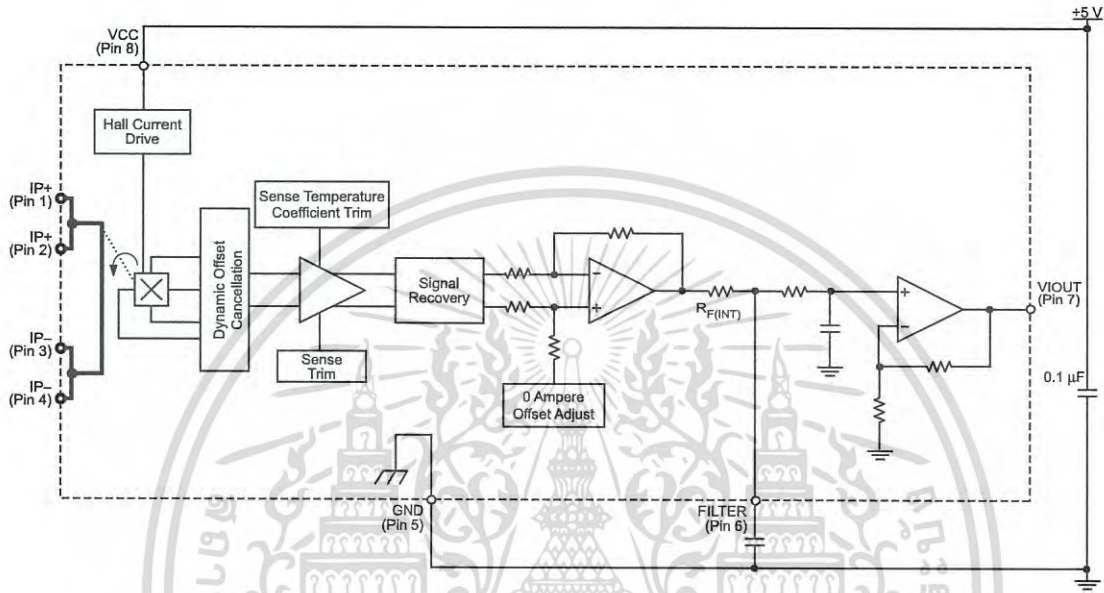 +5 V
VCC
(Pin 8)
Hall Current
Drive
IP+
(Pin 1)
IP+
(Pin 2)
IP−
(Pin 3)
IP−
(Pin 4)
Dynamic Offset
Cancellation
Sense Temperature
Coefficient Trim
Sense
Trim
Signal
Recovery
0 Ampere
Offset Adjust
−
+
RF(INT)
+
−
VIOUT
(Pin 7)
0.1 µF
GND
(Pin 5)
FILTER
(Pin 6)